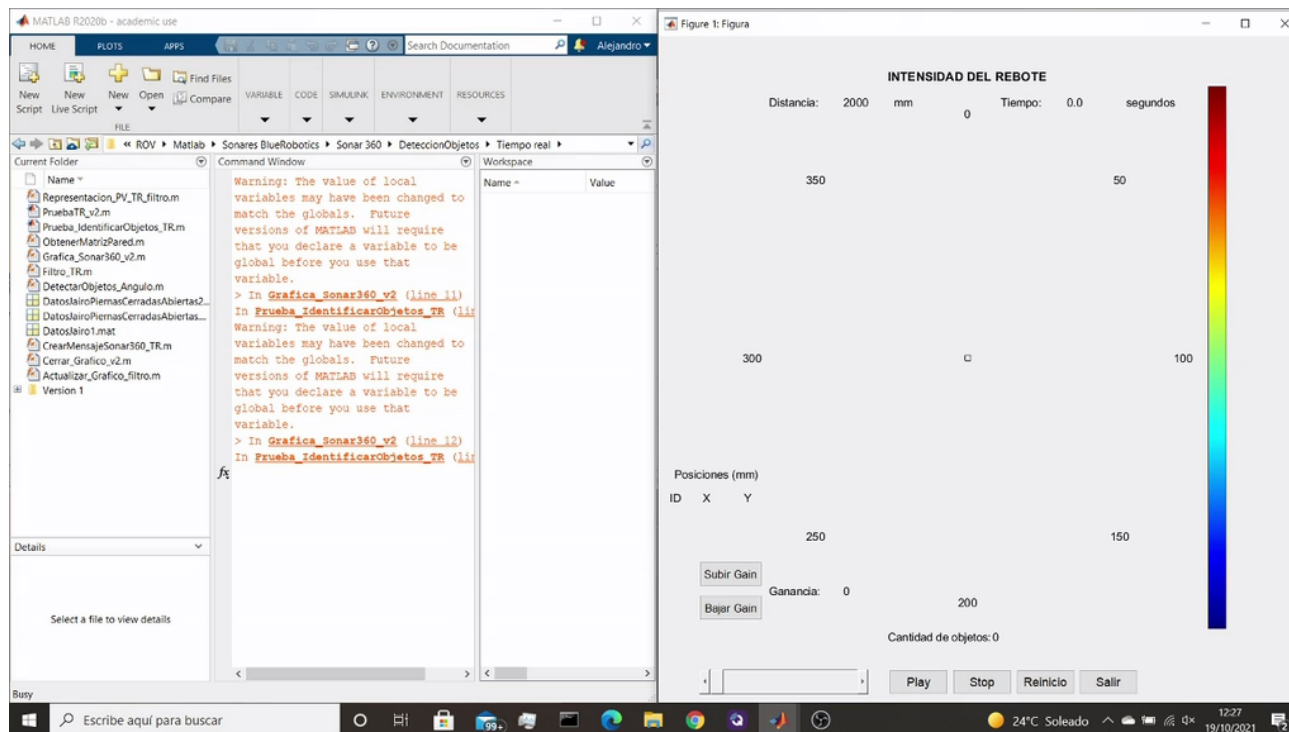 MATLAB R2020b - academic use
HOME PLOTS APPS Search Documentation Alejandro
New Script
New Live Script
New
Open
Find Files
Compare
VARIABLE CODE SIMULINK ENVIRONMENT RESOURCES
FILE
« ROV Matlab Sonares BlueRobotics Sonar 360 DeteccionObjetos Tiempo real
Current Folder
Name
Representacion_PV_TR_filtro.m
PruebaTR_v2.m
Prueba_IdentificarObjetos_TR.m
ObtenerMatrizPared.m
Grafica_Sonar360_v2.m
Filtro_TR.m
DetectarObjetos_Angulo.m
DatosJairoPiernasCerradasAbiertas2...
DatosJairoPiernasCerradasAbiertas...
DatosJairo1.mat
CrearMensajeSonar360_TR.m
Cerrar_Grafico_v2.m
Actualizar_Grafico_filtro.m
Version 1
Details
Select a file to view details
Busy
Command Window
Warning: The value of local
variables may have been changed to
match the globals. Future
versions of MATLAB will require
that you declare a variable to be
global before you use that
variable.
> In Grafica_Sonar360_v2 (line 11)
In Prueba_IdentificarObjetos_TR (lin
Warning: The value of local
variables may have been changed to
match the globals. Future
versions of MATLAB will require
that you declare a variable to be
global before you use that
variable.
> In Grafica_Sonar360_v2 (line 12)
In Prueba_IdentificarObjetos_TR (lin
fx
Workspace
Name Value
Figure 1: Figura
INTENSIDAD DEL REBOTE
Distancia: 2000 mm Tiempo: 0.0 segundos
0
350 50
300 100
Posiciones (mm)
ID X Y
250 150
Subir Gain
Ganancia: 0
Bajar Gain
200
Cantidad de objetos: 0
Play Stop Reinicio Salir
Escribe aquí para buscar
99+
24°C Soleado
12:27
19/10/2021
2